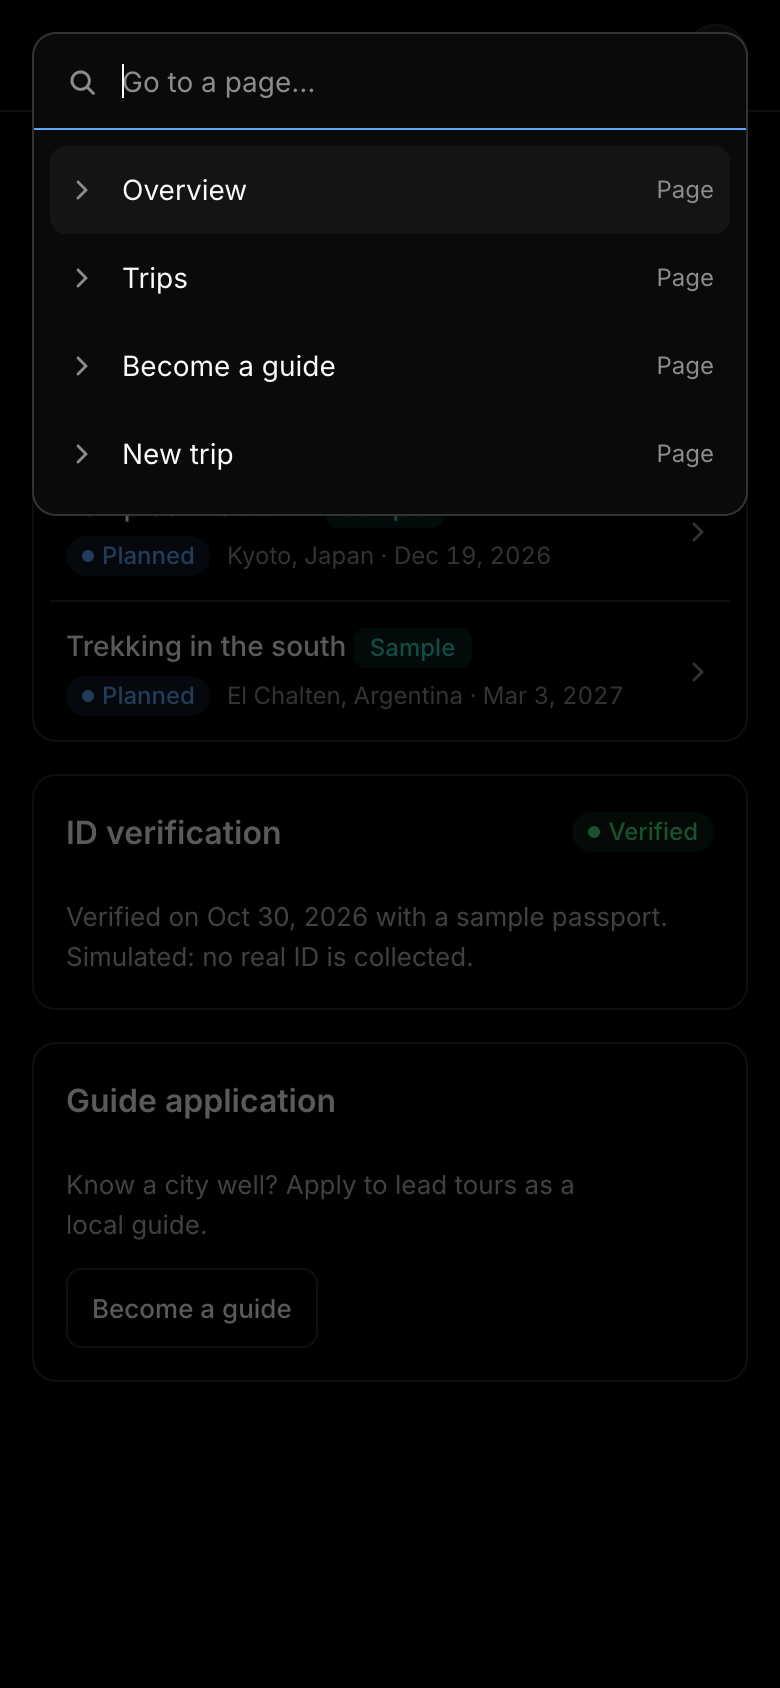 Go to a page...
Overview Page
Trips Page
Become a guide Page
New trip Page
Planned Kyoto, Japan · Dec 19, 2026
Trekking in the south Sample
Planned El Chalten, Argentina · Mar 3, 2027
ID verification Verified
Verified on Oct 30, 2026 with a sample passport.
Simulated: no real ID is collected.
Guide application
Know a city well? Apply to lead tours as a
local guide.
Become a guide